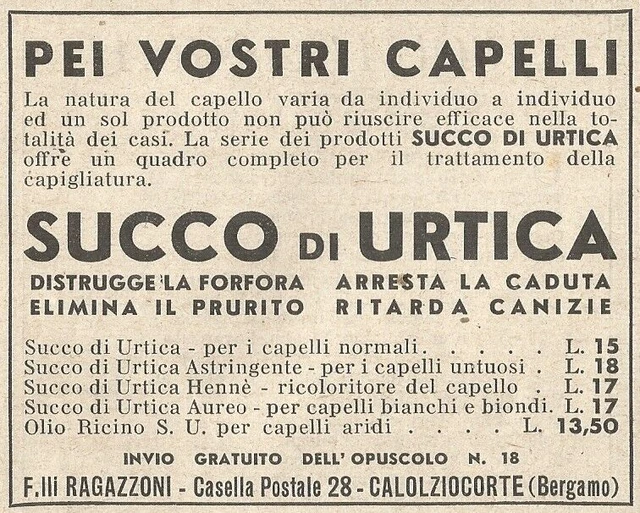 PEI VOSTRI CAPELLI
La natura del capello varia da individuo a individuo
ed un sol prodotto non può riuscire efficace nella to-
talità dei casi. La serie dei prodotti SUCCO DI URTICA
offre un quadro completo per il trattamento della
capigliatura.
SUCCO DI URTICA
DISTRUGGE LA FORFORA ARRESTA LA CADUTA
ELIMINA IL PRURITO RITARDA CANIZIE
Succo di Urtica - per i capelli normali. . . . . . L. 15
Succo di Urtica Astringente - per i capelli untuosi . L. 18
Succo di Urtica Hennè - ricoloritore del capello . L. 17
Succo di Urtica Aureo - per capelli bianchi e biondi. L. 17
Olio Ricino S. U. per capelli aridi . . . . L. 13,50
INVIO GRATUITO DELL'OPUSCOLO N. 18
F.lli RAGAZZONI - Casella Postale 28 - CALOLZIOCORTE (Bergamo)